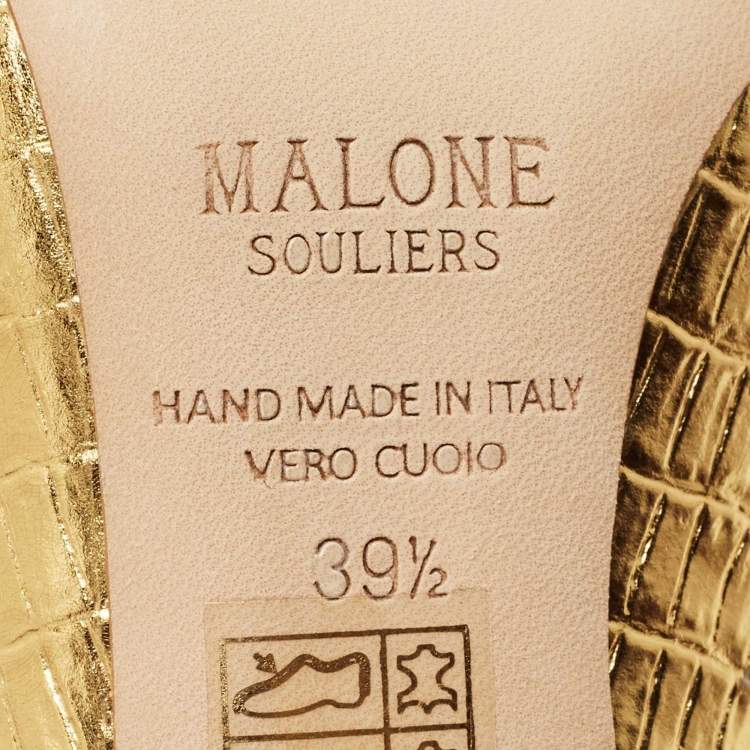 MALONE
SOULIERS
HAND MADE IN ITALY
VERO CUOIO
39½